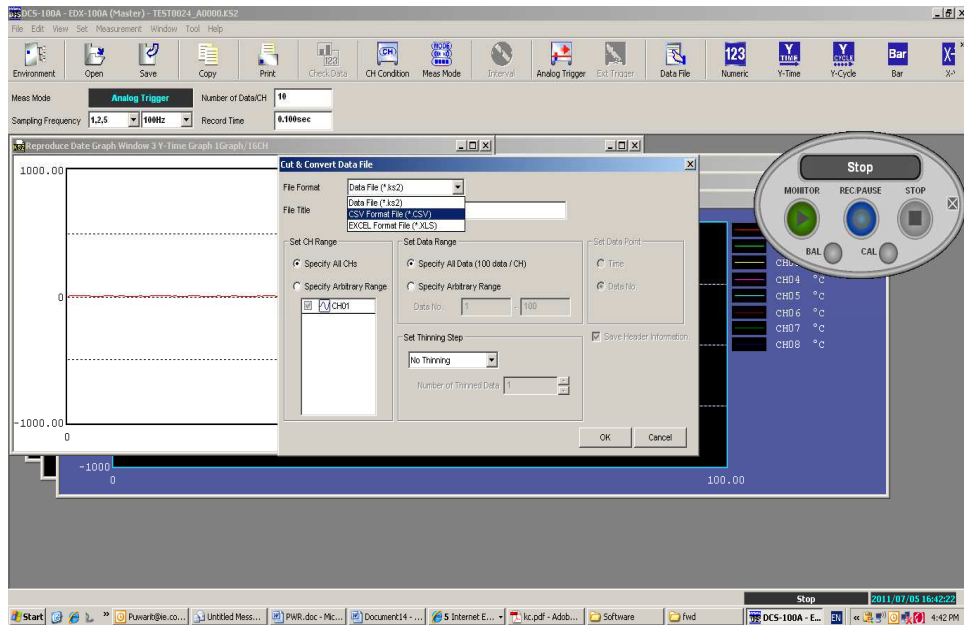 DCS-100A - EDX-100A (Master) - TEST0024_A0000.KS2
File Edit View Set Measurement Window Tool Help
Environment Open Save Copy Print Check Data CH Condition Meas Mode Interval Analog Trigger Ext Trigger Data File Numeric Y-Time Y-Cycle Bar X-Y
Meas Mode Analog Trigger Number of Data/CH 10
Sampling Frequency 1,2,5 100Hz Record Time 0.100sec
Reproduce Date Graph Window 3 Y-Time Graph 1Graph/16CH
Cut & Convert Data File
File Format Data File (*.ks2)
Data File (*.ks2)
CSV Format File (*.CSV)
EXCEL Format File (*.XLS)
File Title
Set CH Range
Specify All CHs
Specify Arbitrary Range
CH01
Set Data Range
Specify All Data (100 data / CH)
Specify Arbitrary Range
Data No. 1 - 100
Set Thinning Step
No Thinning
Number of Thinned Data 1
Set Data Point
Time
Data No.
Save Header Information
OK Cancel
1000.00
0
-1000.00
0
-1000
0
100.00
Stop
MONITOR REC/PAUSE STOP
BAL CAL
CH04 °C
CH05 °C
CH06 °C
CH07 °C
CH08 °C
Stop 2011/07/05 16:42:22
Start Puwarit@ie.co... Untitled Mess... PWR.doc - Mic... Document14 - ... 5 Internet E... kc.pdf - Adob... Software fwd DCS-100A - E... EN 4:42 PM